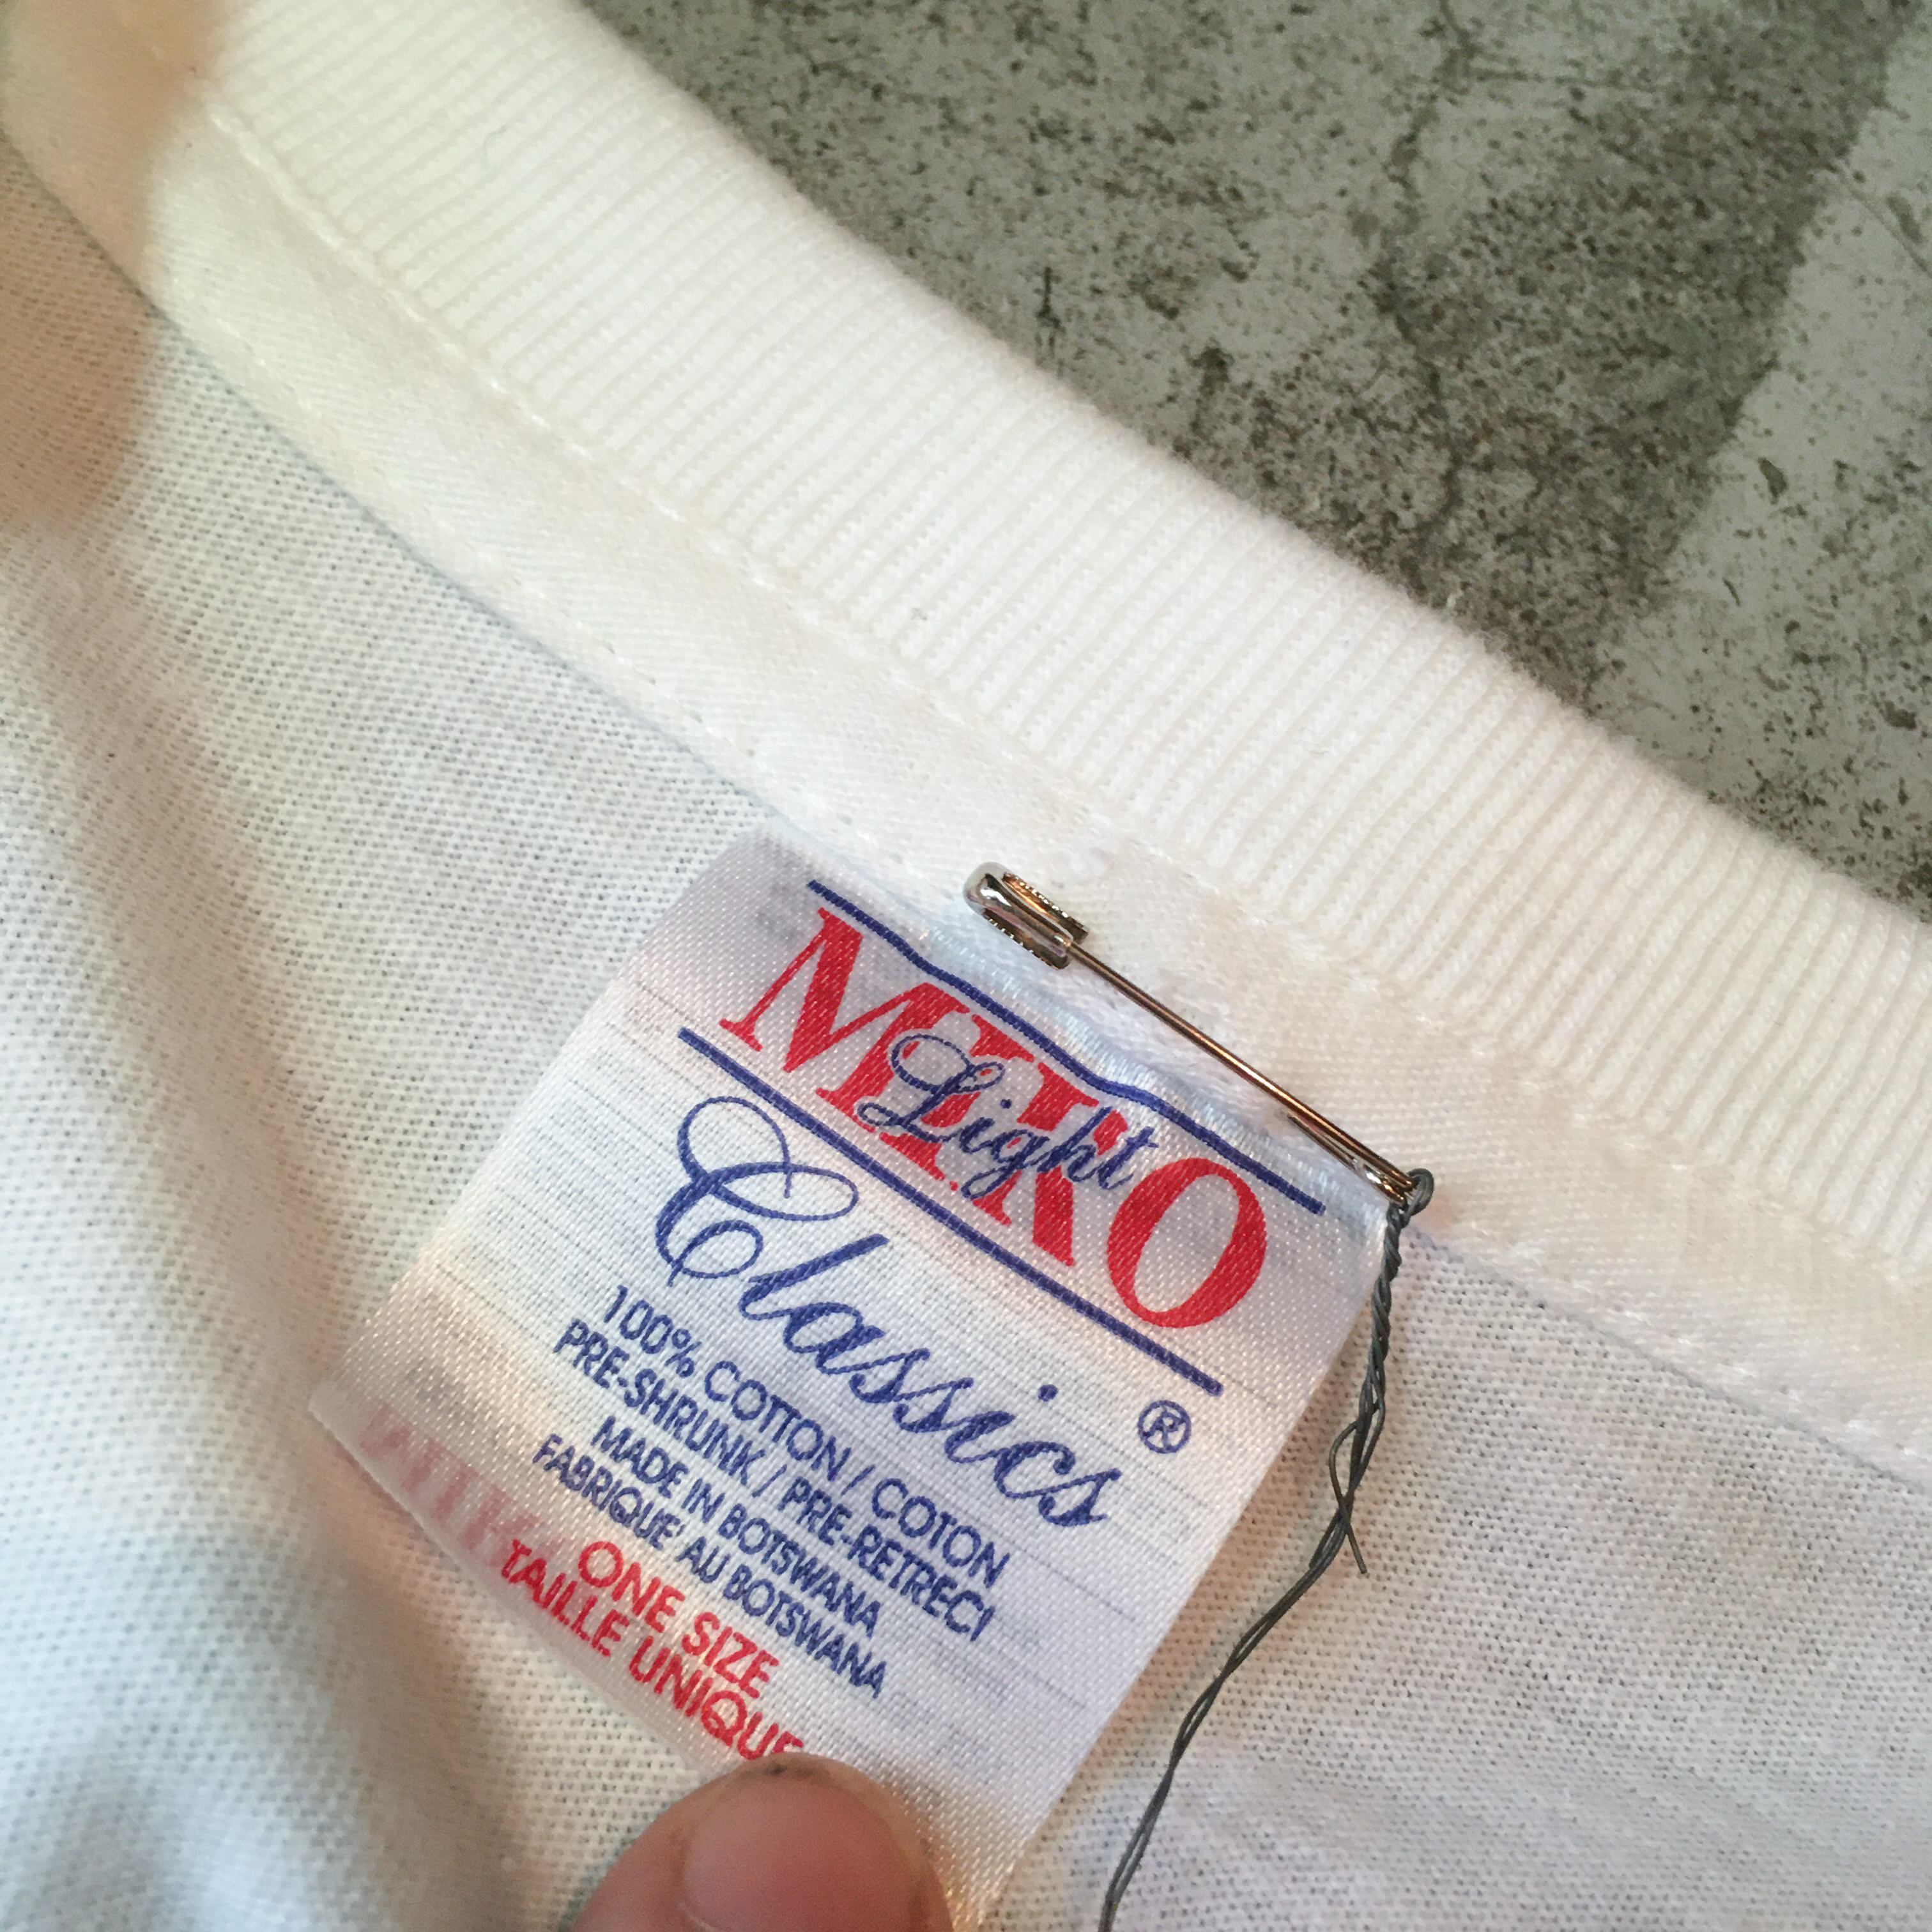 MIKO
Light
Classics ®
100% COTTON / COTON
PRE-SHRUNK / PRE-RETRECI
MADE IN BOTSWANA
FABRIQUE' AU BOTSWANA
ONE SIZE
TAILLE UNIQUE